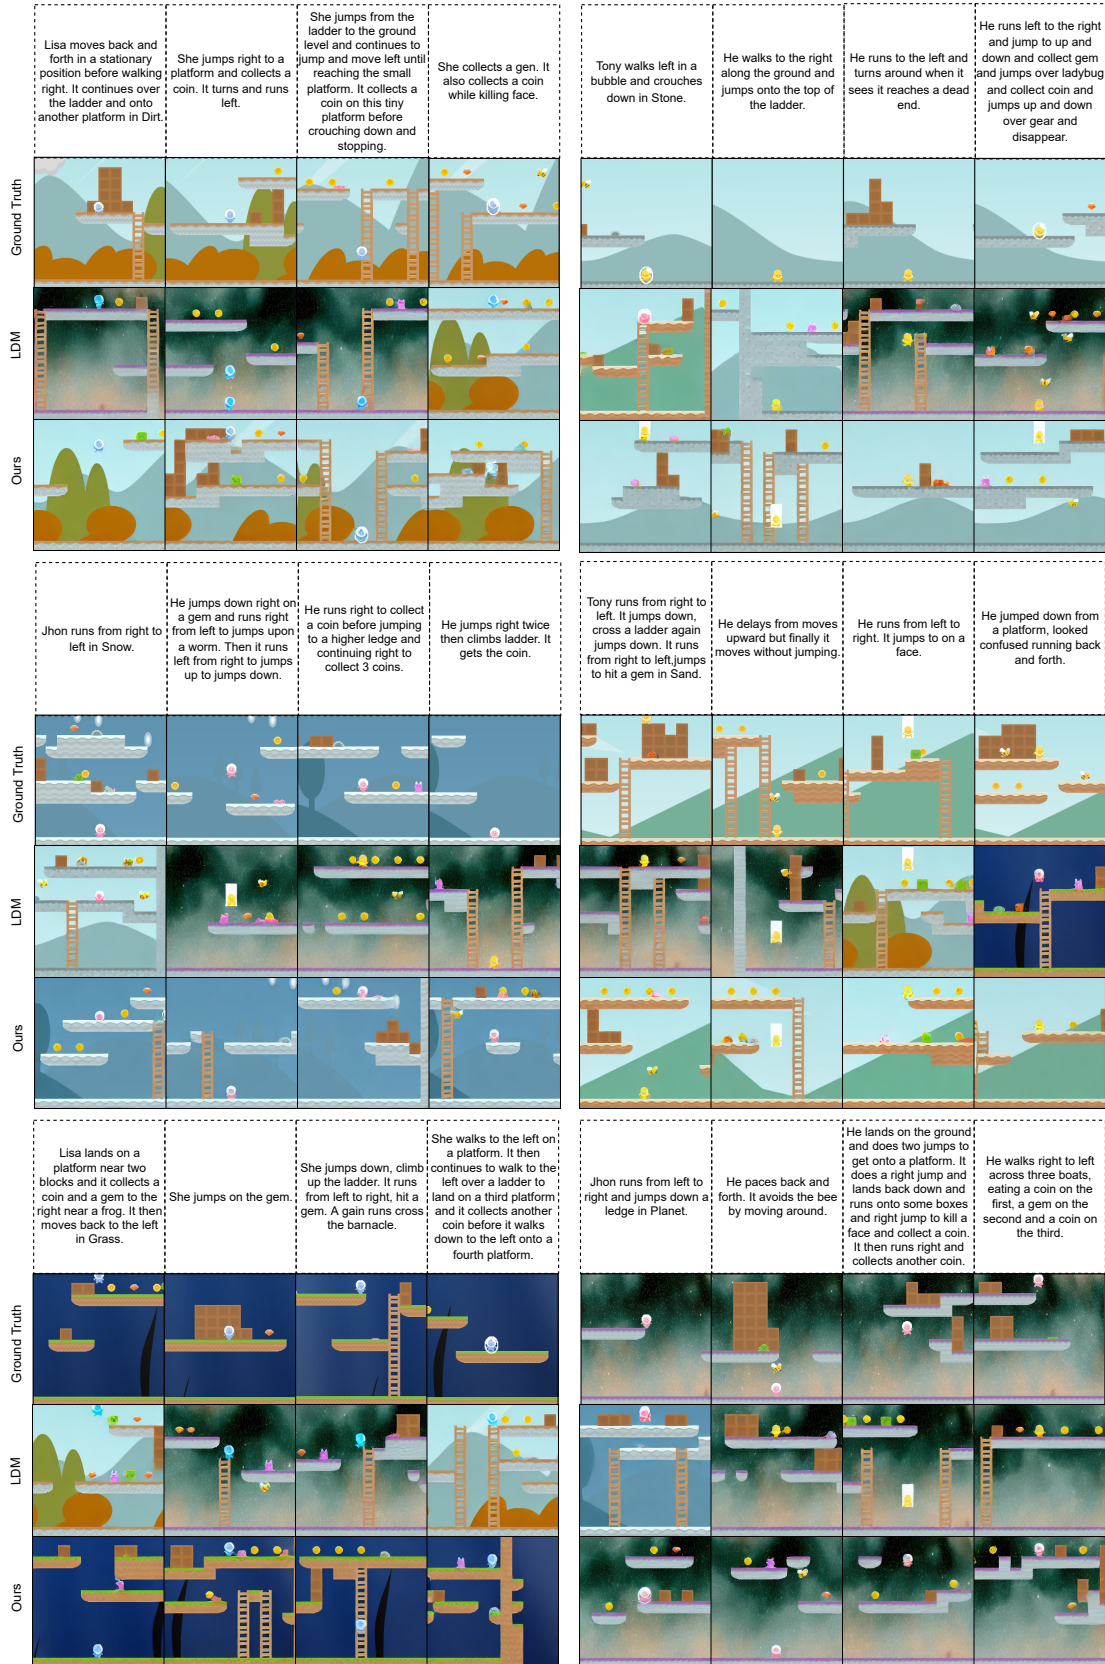 Lisa moves back and
forth in a stationary
position before walking
right. It continues over
the ladder and onto
another platform in Dirt.
She jumps right to a
platform and collects a
coin. It turns and runs
left.
She jumps from the
ladder to the ground
level and continues to
jump and move left until
reaching the small
platform. It collects a
coin on this tiny
platform before
crouching down and
stopping.
She collects a gen. It
also collects a coin
while killing face.
Ground Truth
LDM
Ours
Tony walks left in a
bubble and crouches
down in Stone.
He walks to the right
along the ground and
jumps onto the top of
the ladder.
He runs to the left and
turns around when it
sees it reaches a dead
end.
He runs left to the right
and jump to up and
down and collect gem
and jumps over ladybug
and collect coin and
jumps up and down
over gear and
disappear.
Jhon runs from right to
left in Snow.
He jumps down right on
a gem and runs right
from left to jumps upon
a worm. Then it runs
left from right to jumps
up to jumps down.
He runs right to collect
a coin before jumping
to a higher ledge and
continuing right to
collect 3 coins.
He jumps right twice
then climbs ladder. It
gets the coin.
Ground Truth
LDM
Ours
Tony runs from right to
left. It jumps down,
cross a ladder again
jumps down. It runs
from right to left,jumps
to hit a gem in Sand.
He delays from moves
upward but finally it
moves without jumping.
He runs from left to
right. It jumps to on a
face.
He jumped down from
a platform, looked
confused running back
and forth.
Lisa lands on a
platform near two
blocks and it collects a
coin and a gem to the
right near a frog. It then
moves back to the left
in Grass.
She jumps on the gem.
She jumps down, climb
up the ladder. It runs
from left to right, hit a
gem. A gain runs cross
the barnacle.
She walks to the left on
a platform. It then
continues to walk to the
left over a ladder to
land on a third platform
and it collects another
coin before it walks
down to the left onto a
fourth platform.
Ground Truth
LDM
Ours
Jhon runs from left to
right and jumps down a
ledge in Planet.
He paces back and
forth. It avoids the bee
by moving around.
He lands on the ground
and does two jumps to
get onto a platform. It
does a right jump and
lands back down and
runs onto some boxes
and right jump to kill a
face and collect a coin.
It then runs right and
collects another coin.
He walks right to left
across three boats,
eating a coin on the
first, a gem on the
second and a coin on
the third.